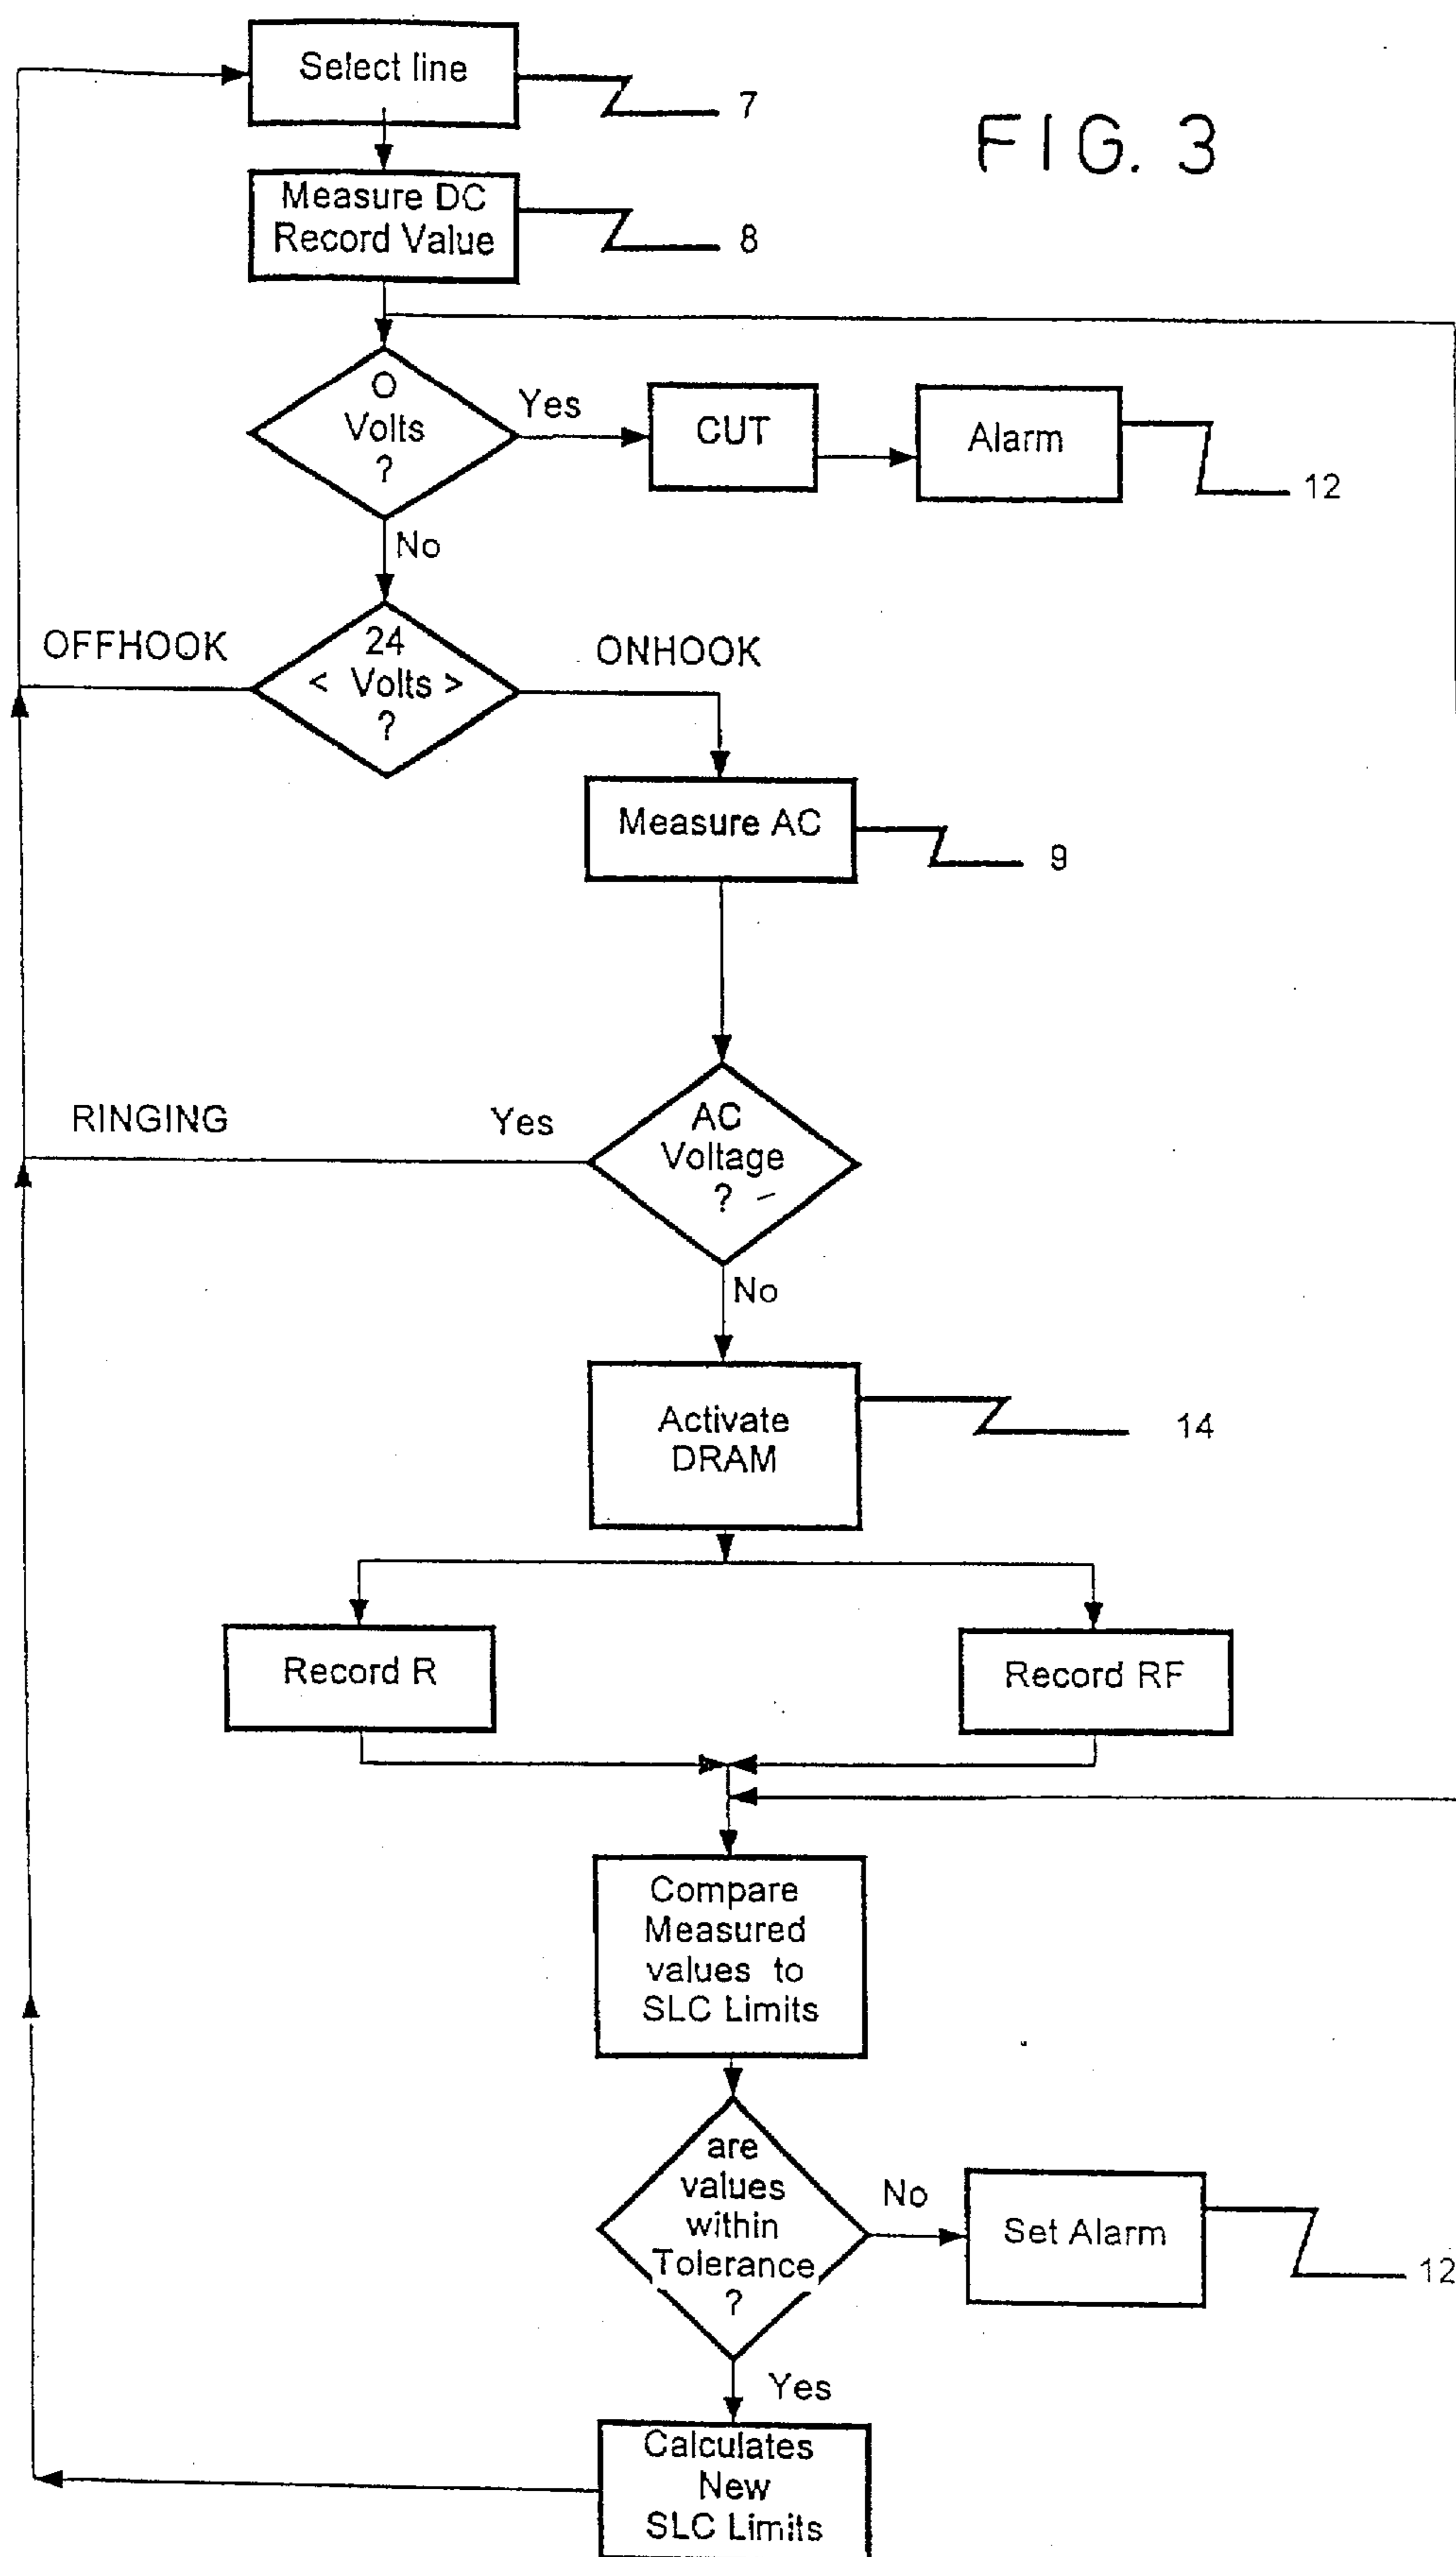 Select line
7
FIG. 3
Measure DC
Record Value
8
O
Volts
?
Yes
CUT
Alarm
12
No
OFFHOOK
24
< Volts >
?
ONHOOK
Measure AC
9
RINGING
Yes
AC
Voltage
?
No
Activate
DRAM
14
Record R
Record RF
Compare
Measured
values to
SLC Limits
are
values
within
Tolerance
?
No
Set Alarm
12
Yes
Calculates
New
SLC Limits